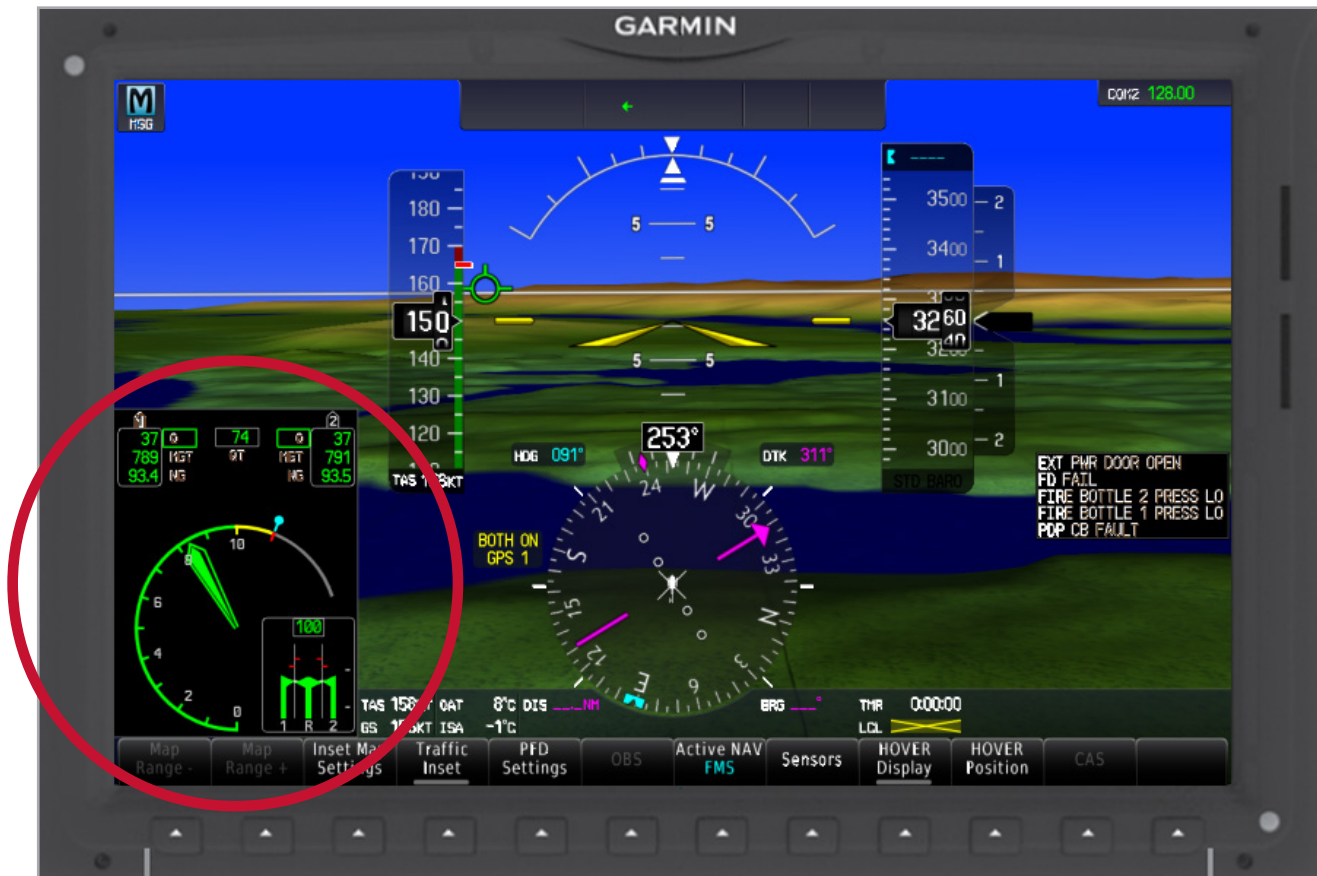 GARMIN
M
MSG
COM2 128.00
180
170
160
150
140
130
120
TAS 158KT
5 5
5 5
3500
3400
3260
3200
3100
3000
STD BARO
2
1
1
2
253°
HDG 091°
DTK 311°
BOTH ON
GPS 1
24 W 30 33 N 3 6 E 12 15 S 21
EXT PWR DOOR OPEN
FD FAIL
FIRE BOTTLE 2 PRESS LO
FIRE BOTTLE 1 PRESS LO
PDP CB FAULT
2
37 Q 74 Q 37
789 MGT QT MGT 791
93.4 NG NG 93.5
10
8
6
4
2
0
100
1 R 2
TAS 158KT OAT 8°C DIS __._NM BRG ___° TMR 0:00:00
GS 156KT ISA -1°C LCL
Map Range -
Map Range +
Inset Map Settings
Traffic Inset
PFD Settings
OBS
Active NAV FMS
Sensors
HOVER Display
HOVER Position
CAS